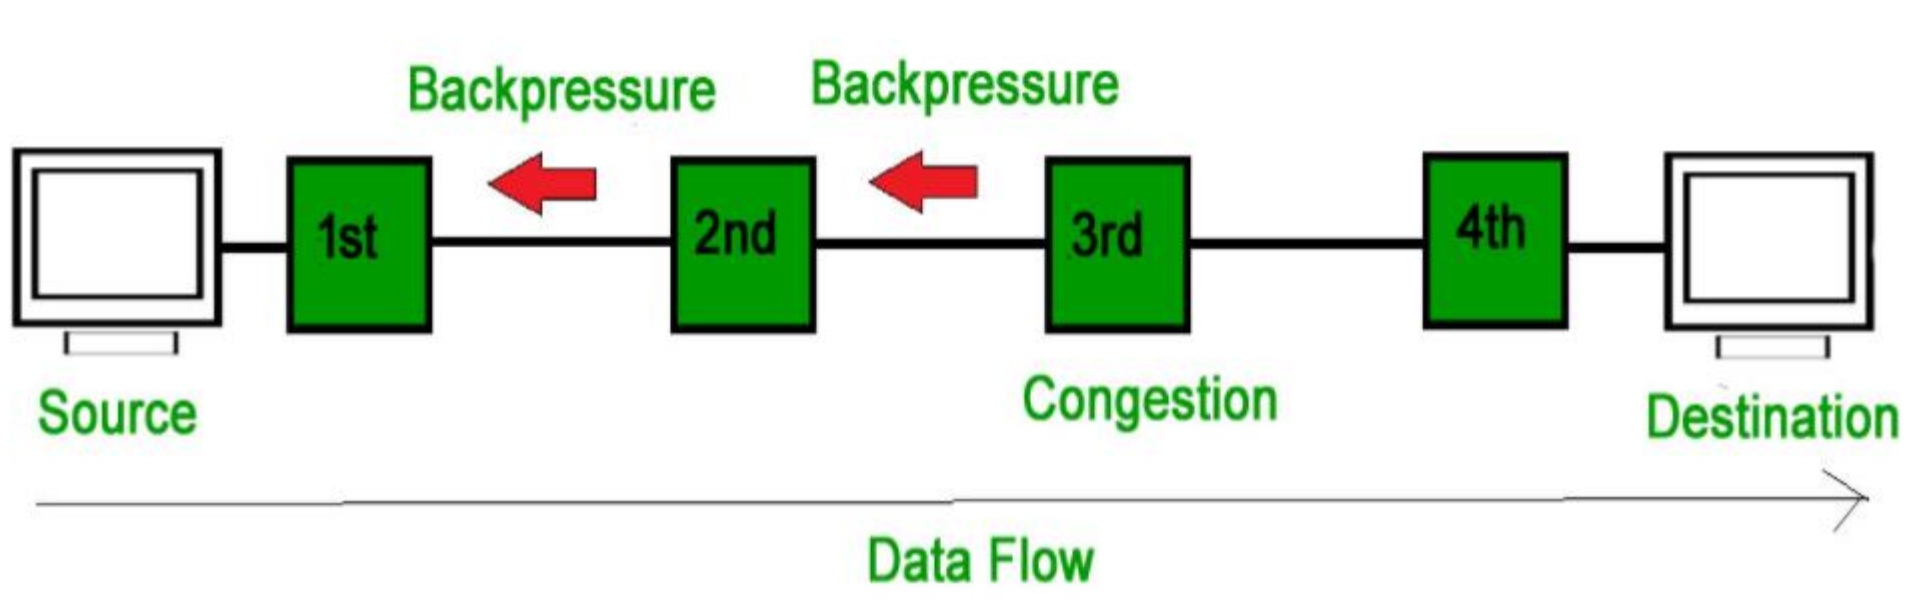 Backpressure
Backpressure
1st
2nd
3rd
4th
Source
Congestion
Destination
Data Flow